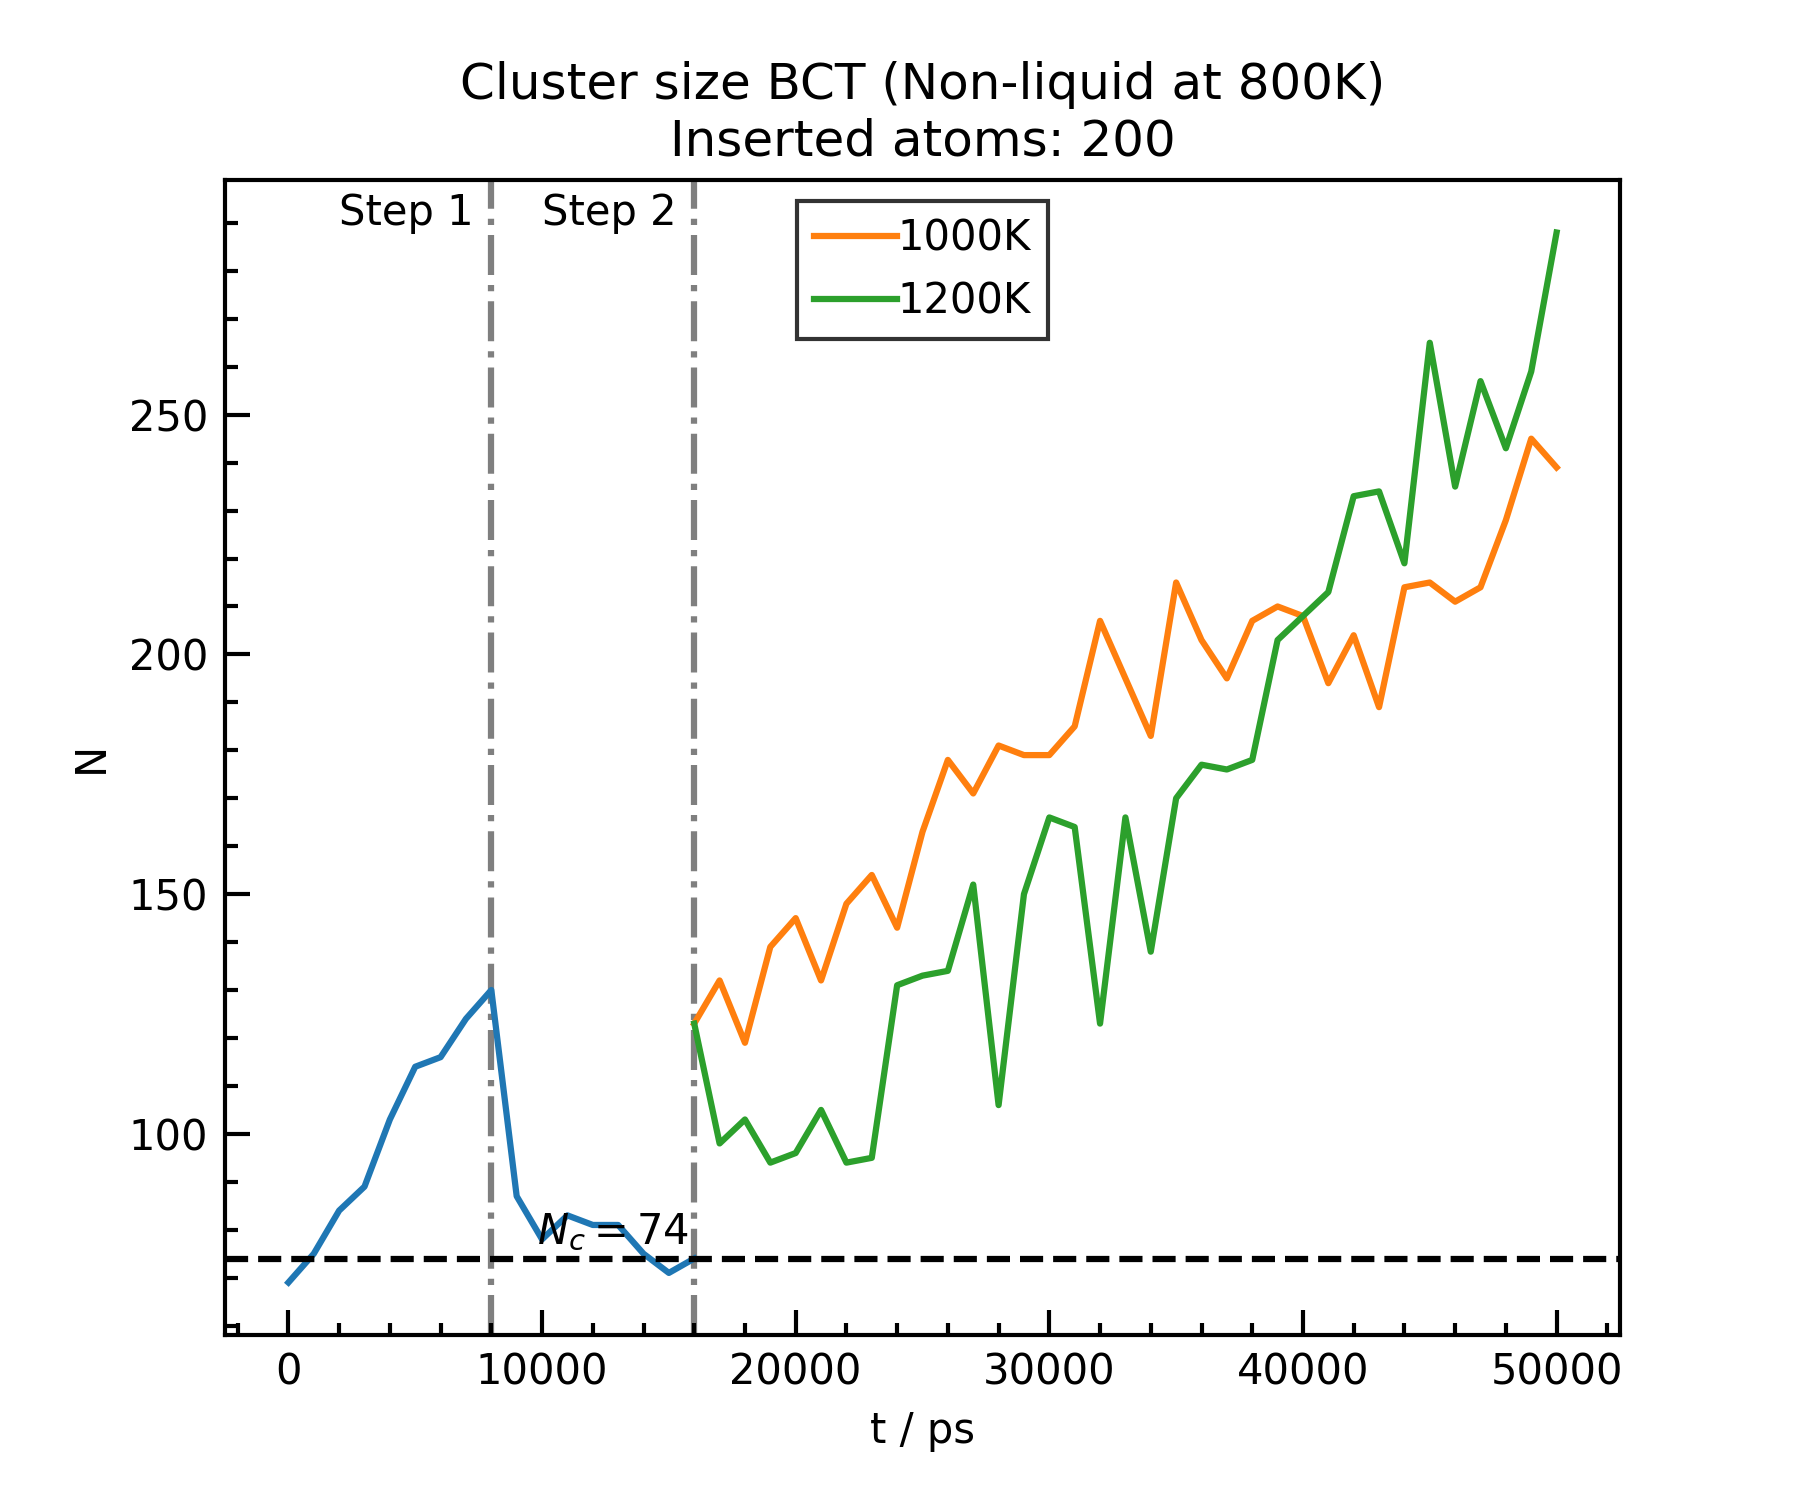 Cluster size BCT (Non-liquid at 800K)
Inserted atoms: 200
Step 1
Step 2
1000K
1200K
250
200
150
100
N
N_c = 74
0
10000
20000
30000
40000
50000
t / ps